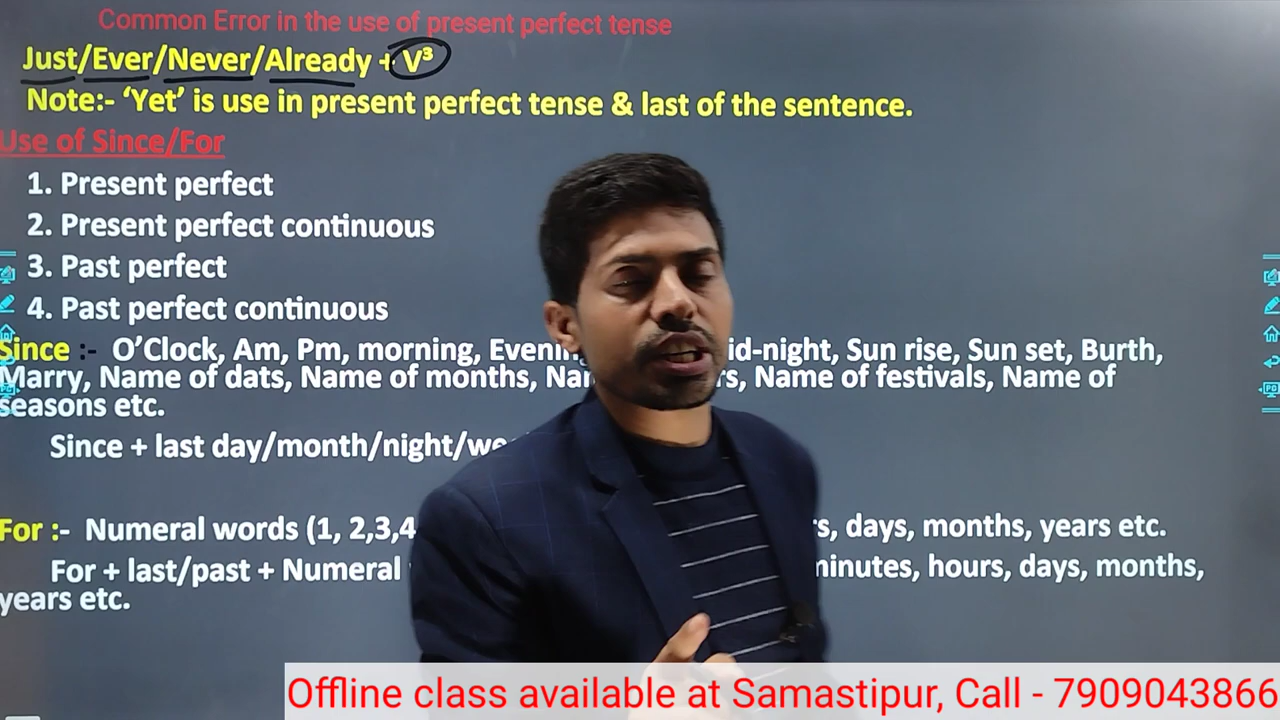 Common Error in the use of present perfect tense
Just/Ever/Never/Already + V³
Note:- ‘Yet’ is use in present perfect tense & last of the sentence.
Use of Since/For
1. Present perfect
2. Present perfect continuous
3. Past perfect
4. Past perfect continuous
Since :- O’Clock, Am, Pm, morning, id-night, Sun rise, Sun set, Burth,
Marry, Name of dats, Name of months, Name of festivals, Name of
seasons etc.
Since + last day/month/night/we
For :- Numeral words (1, 2,3,4 days, months, years etc.
For + last/past + Numeral minutes, hours, days, months,
years etc.
Offline class available at Samastipur, Call - 7909043866